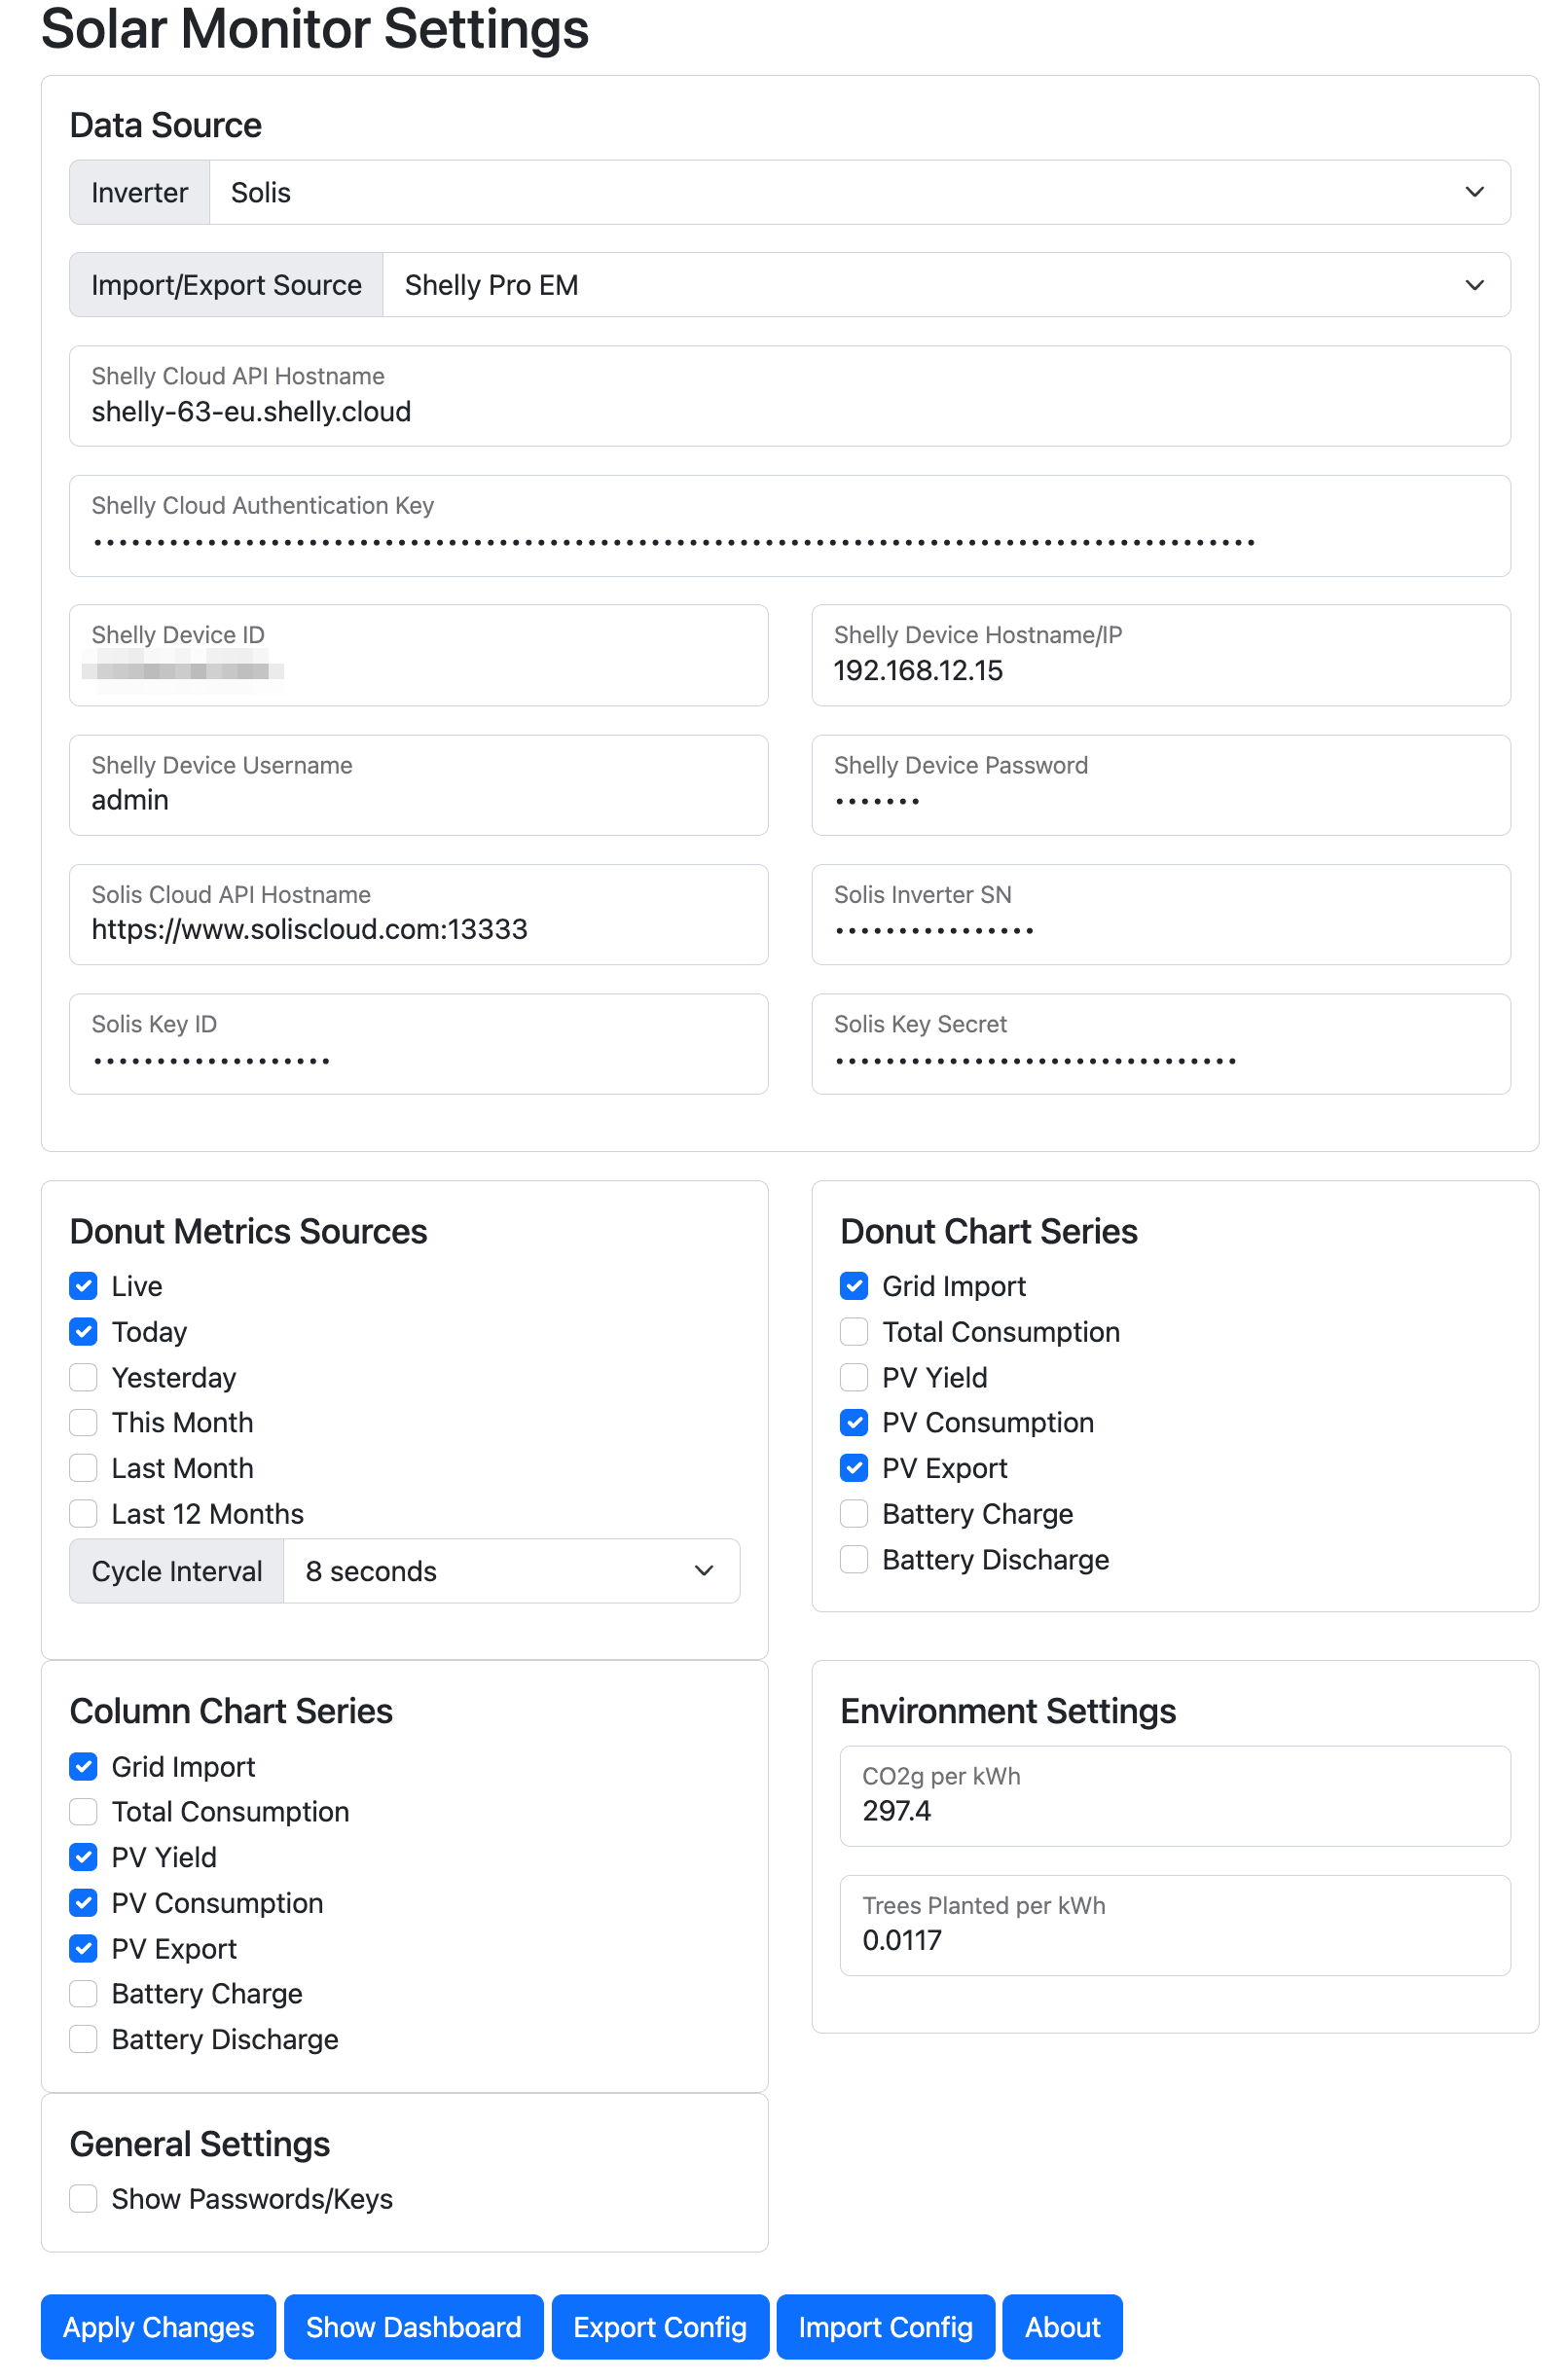 Solar Monitor Settings
Data Source
Inverter Solis
Import/Export Source Shelly Pro EM
Shelly Cloud API Hostname
shelly-63-eu.shelly.cloud
Shelly Cloud Authentication Key
Shelly Device ID
Shelly Device Hostname/IP
192.168.12.15
Shelly Device Username
admin
Shelly Device Password
Solis Cloud API Hostname
https://www.soliscloud.com:13333
Solis Inverter SN
Solis Key ID
Solis Key Secret
Donut Metrics Sources
Live
Today
Yesterday
This Month
Last Month
Last 12 Months
Cycle Interval 8 seconds
Donut Chart Series
Grid Import
Total Consumption
PV Yield
PV Consumption
PV Export
Battery Charge
Battery Discharge
Column Chart Series
Grid Import
Total Consumption
PV Yield
PV Consumption
PV Export
Battery Charge
Battery Discharge
Environment Settings
CO2g per kWh
297.4
Trees Planted per kWh
0.0117
General Settings
Show Passwords/Keys
Apply Changes Show Dashboard Export Config Import Config About